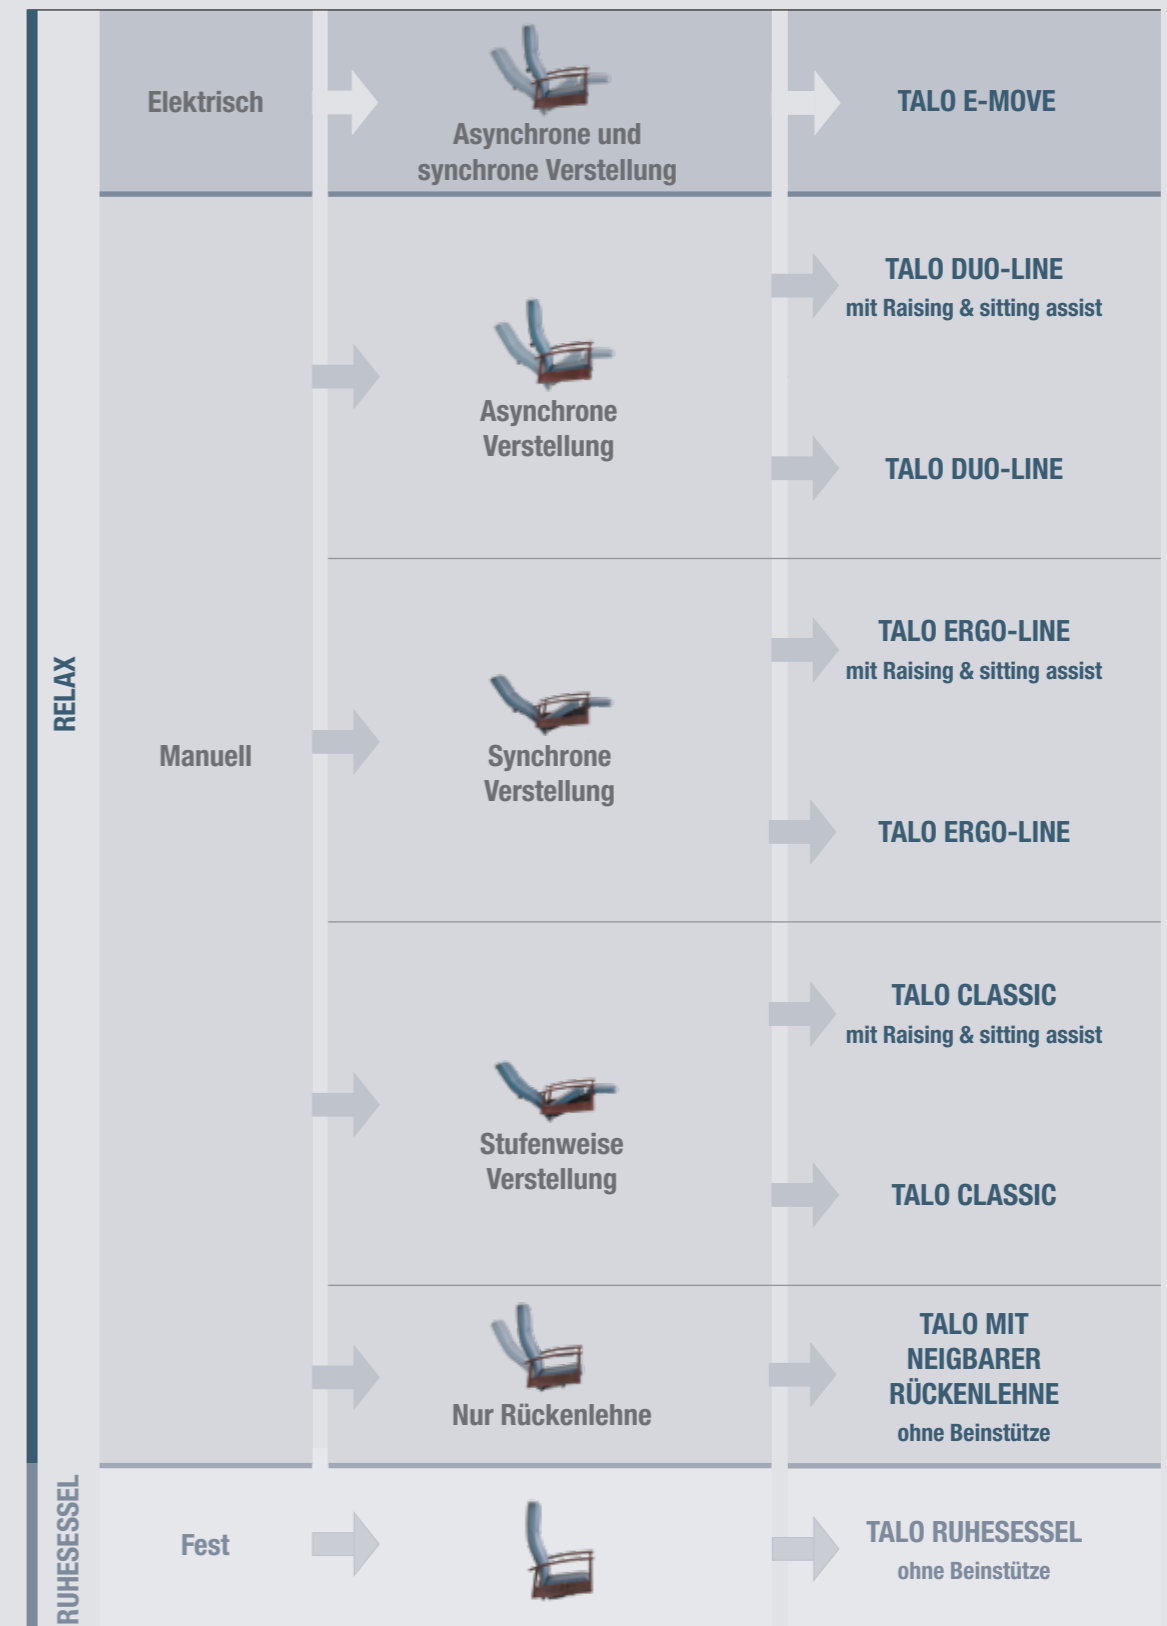 Elektrisch
Asynchrone und
synchrone Verstellung
TALO E-MOVE
RELAX
Manuell
Asynchrone
Verstellung
TALO DUO-LINE
mit Raising & sitting assist
TALO DUO-LINE
Synchrone
Verstellung
TALO ERGO-LINE
mit Raising & sitting assist
TALO ERGO-LINE
Stufenweise
Verstellung
TALO CLASSIC
mit Raising & sitting assist
TALO CLASSIC
Nur Rückenlehne
TALO MIT
NEIGBARER
RÜCKENLEHNE
ohne Beinstütze
RUHESESSEL
Fest
TALO RUHESESSEL
ohne Beinstütze